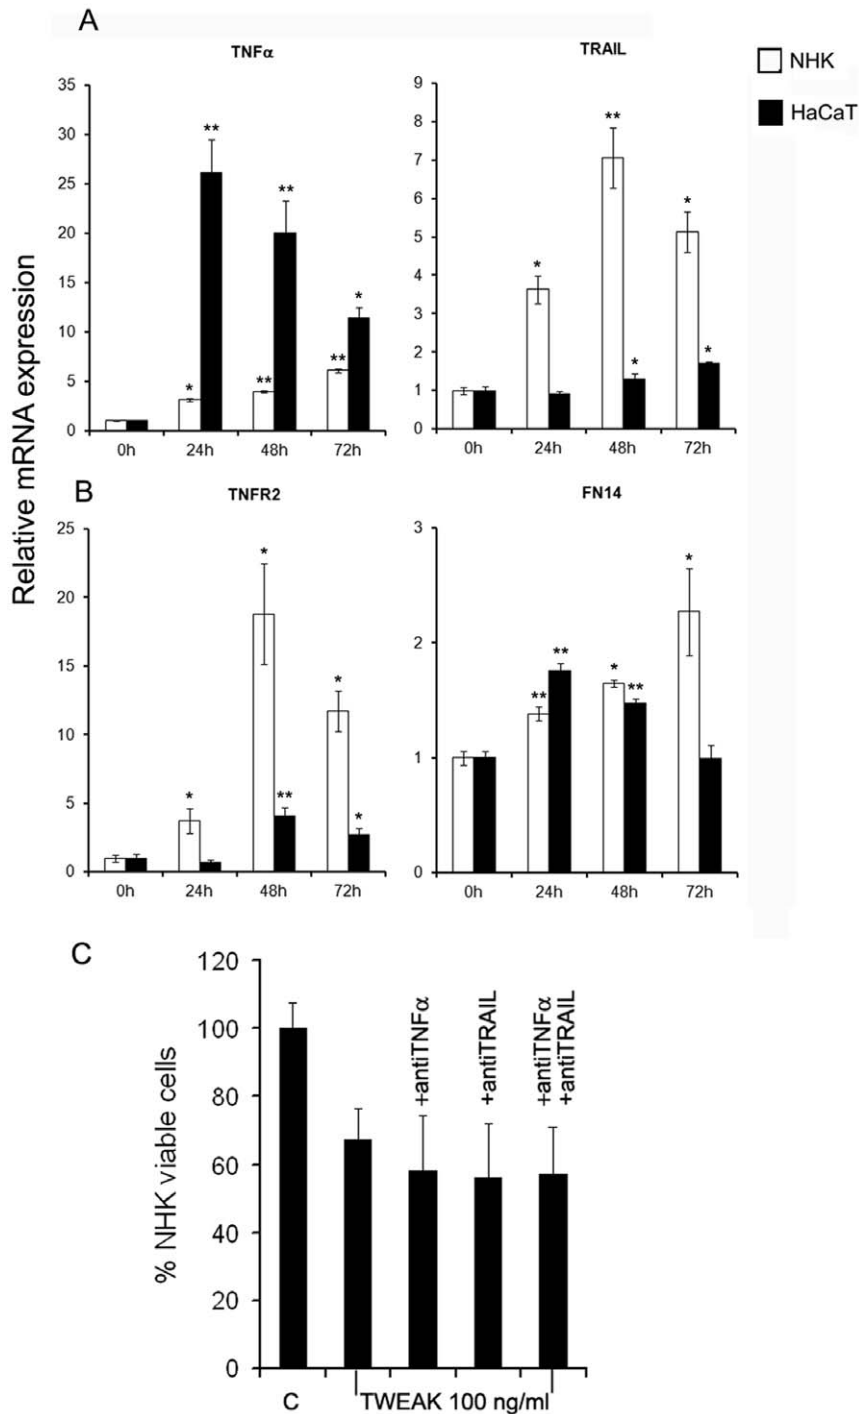 A
TNFα
TRAIL
NHK
HaCaT
Relative mRNA expression
35
30
25
20
15
10
5
0
0h 24h 48h 72h
** ** * * ** **
9
8
7
6
5
4
3
2
1
0
0h 24h 48h 72h
* ** * * *
B
TNFR2
FN14
25
20
15
10
5
0
0h 24h 48h 72h
* * ** * *
3
2
1
0
0h 24h 48h 72h
** ** * ** *
C
% NHK viable cells
120
100
80
60
40
20
0
+antiTNFα
+antiTRAIL
+antiTNFα
+antiTRAIL
C TWEAK 100 ng/ml